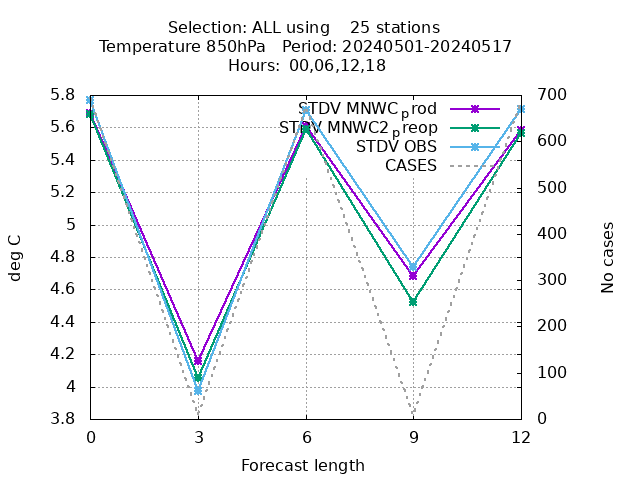 Selection: ALL using 25 stations
Temperature 850hPa Period: 20240501-20240517
Hours: 00,06,12,18
STDV MNWC_prod
STDV MNWC2_preop
STDV OBS
CASES
5.8
5.6
5.4
5.2
5
4.8
4.6
4.4
4.2
4
3.8
deg C
700
600
500
400
300
200
100
0
No cases
0 3 6 9 12
Forecast length